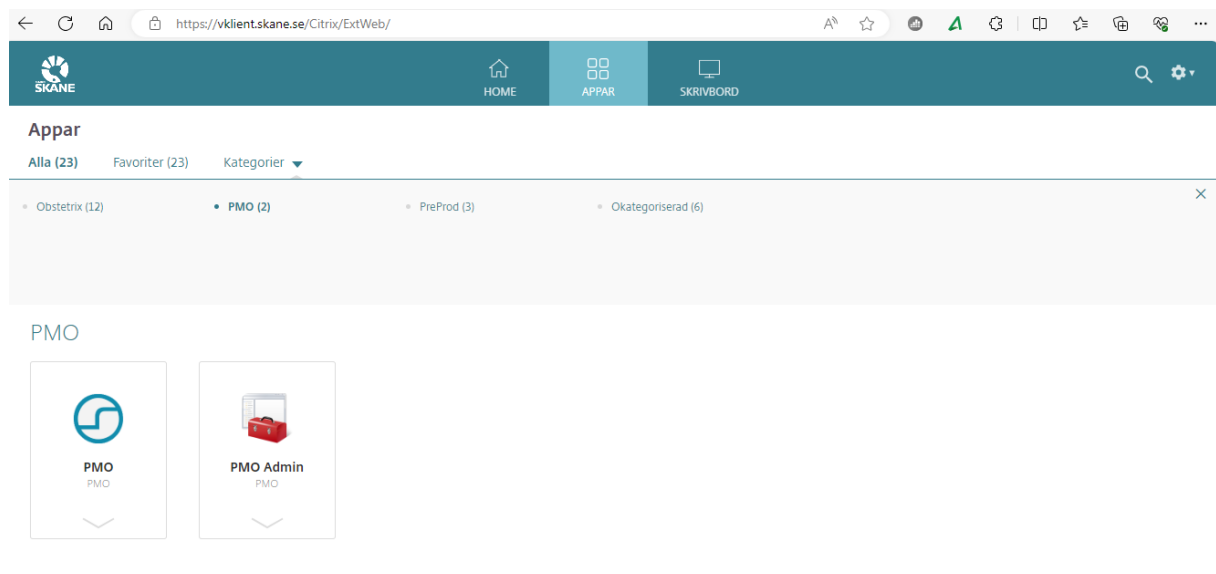 https://vklient.skane.se/Citrix/ExtWeb/
SKÅNE
HOME
APPAR
SKRIVBORD
Appar
Alla (23)
Favoriter (23)
Kategorier
Obstetrix (12)
PMO (2)
PreProd (3)
Okategoriserad (6)
PMO
PMO
PMO
PMO Admin
PMO